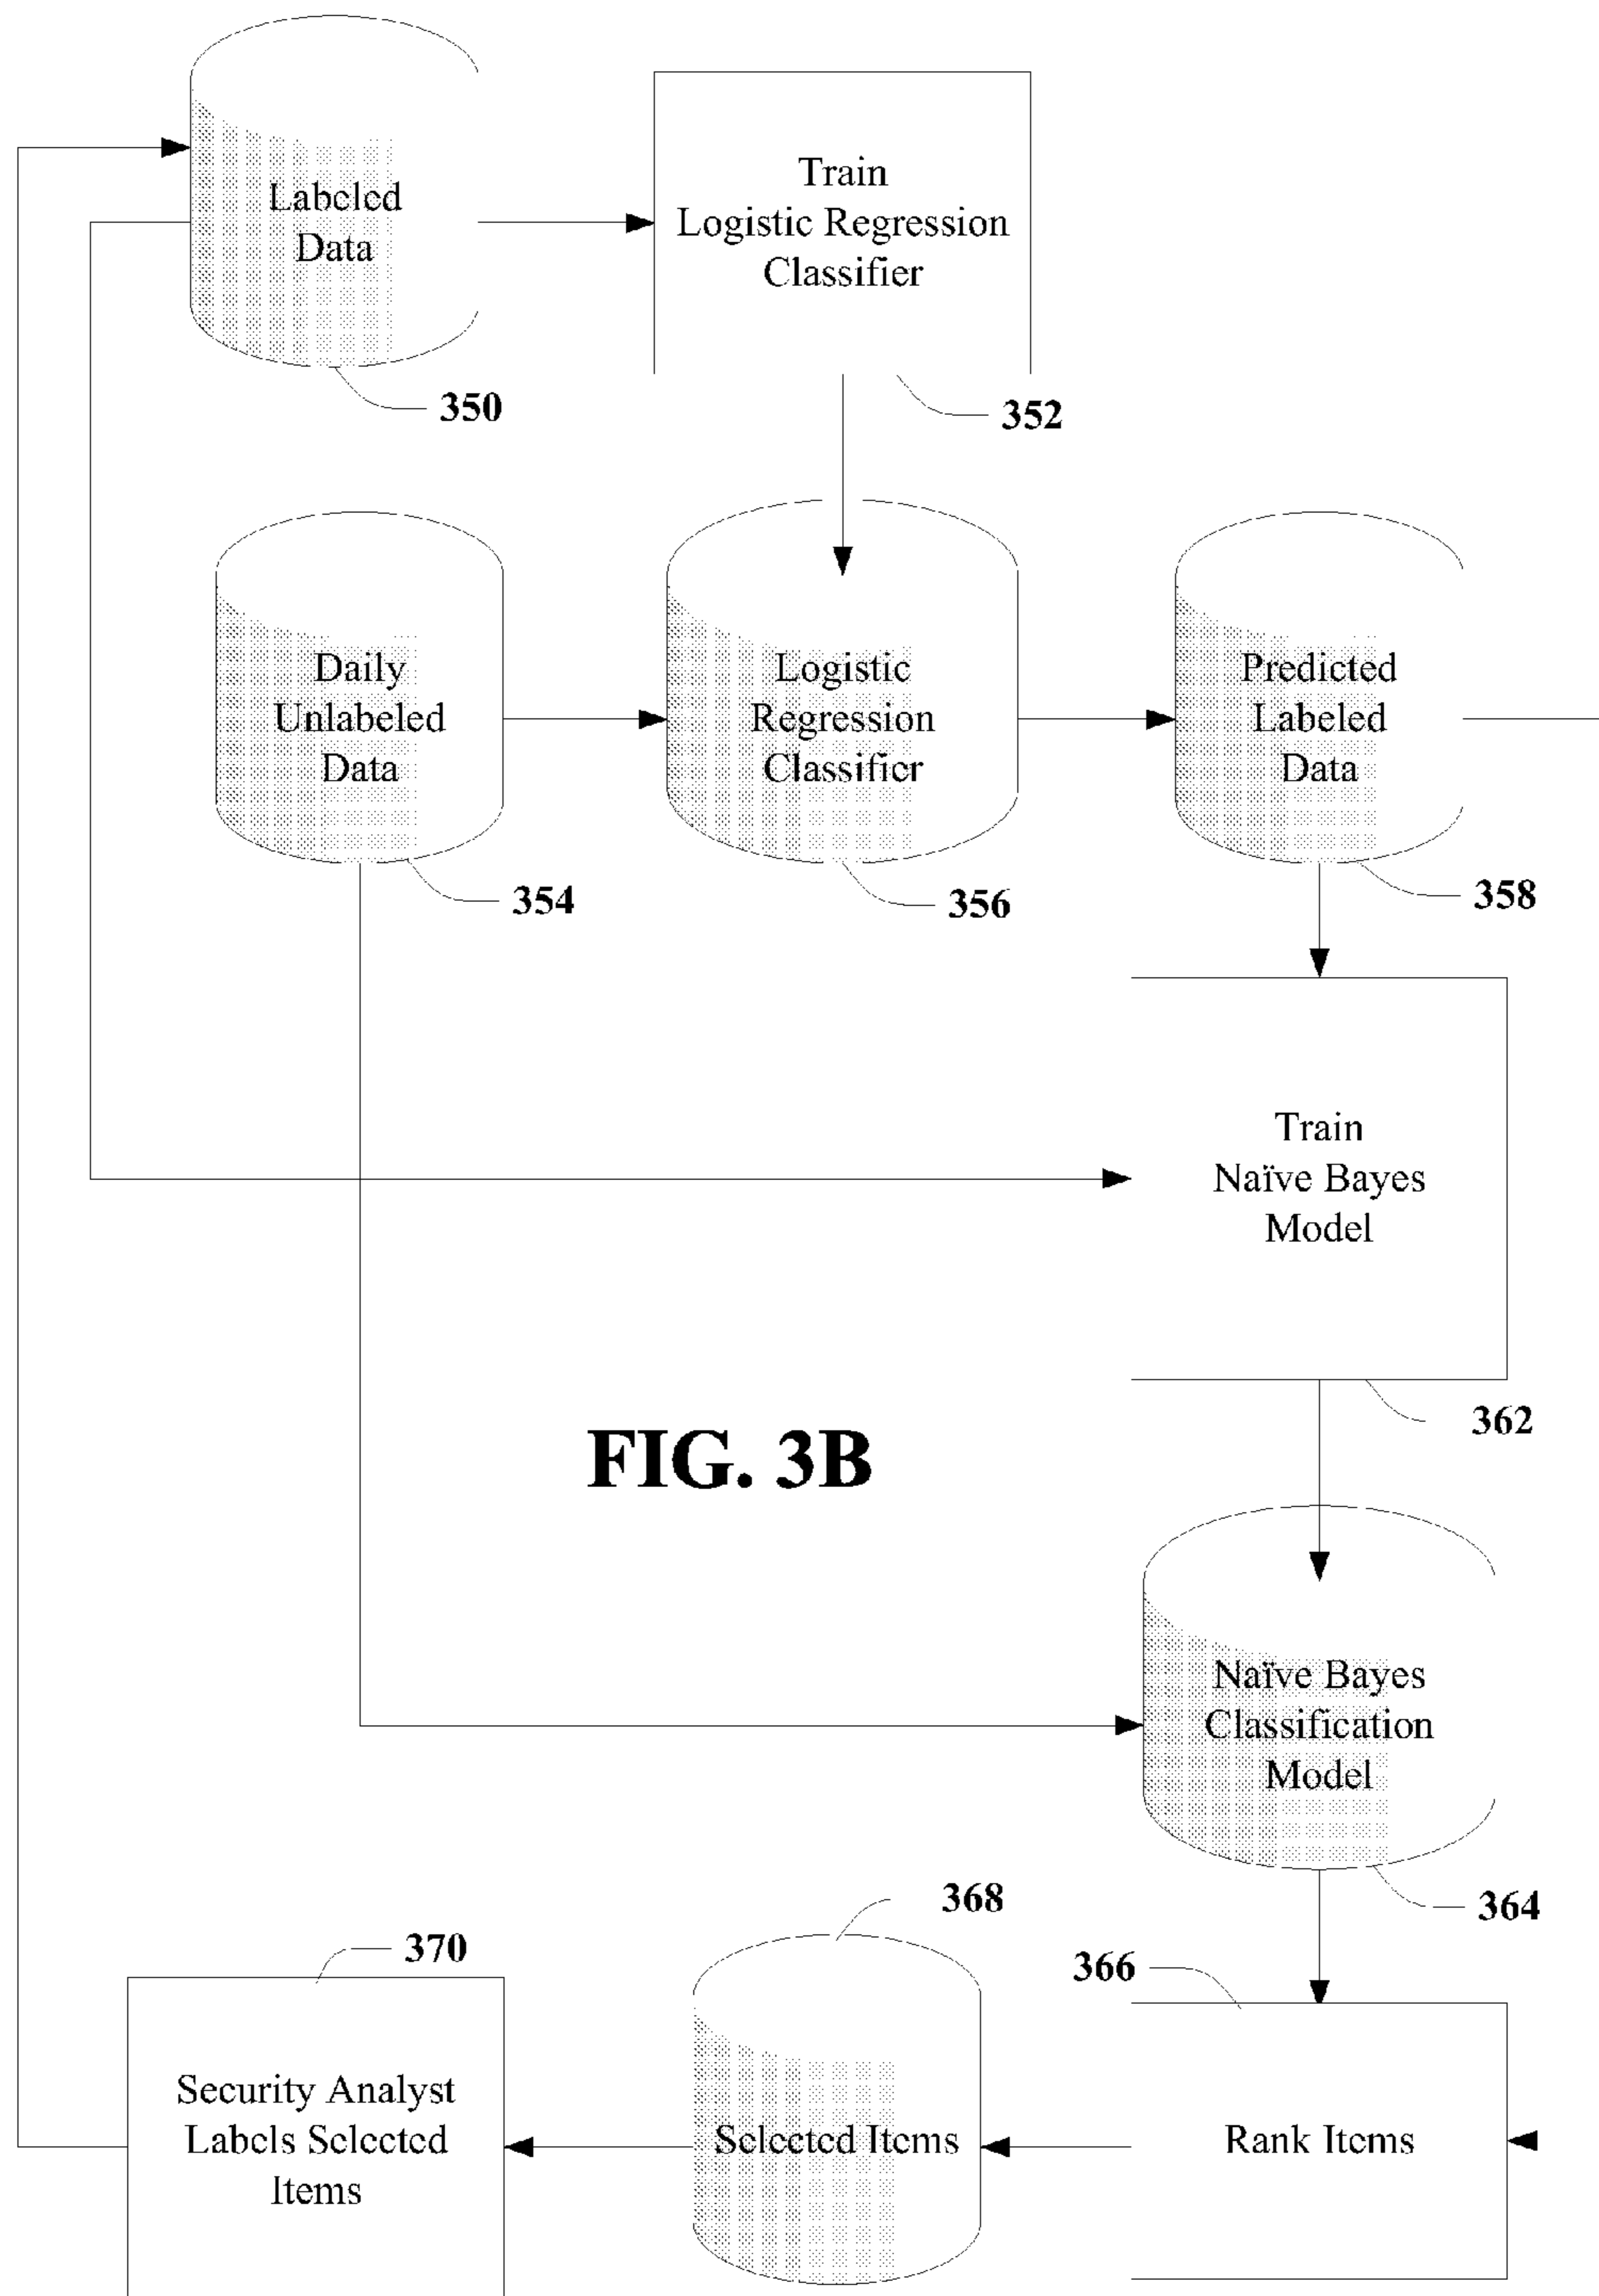 Labeled
Data
350
Train
Logistic Regression
Classifier
352
Daily
Unlabeled
Data
354
Logistic
Regression
Classifier
356
Predicted
Labeled
Data
358
Train
Naïve Bayes
Model
362
FIG. 3B
Naïve Bayes
Classification
Model
364
366
Rank Items
368
Selected Items
370
Security Analyst
Labels Selected
Items